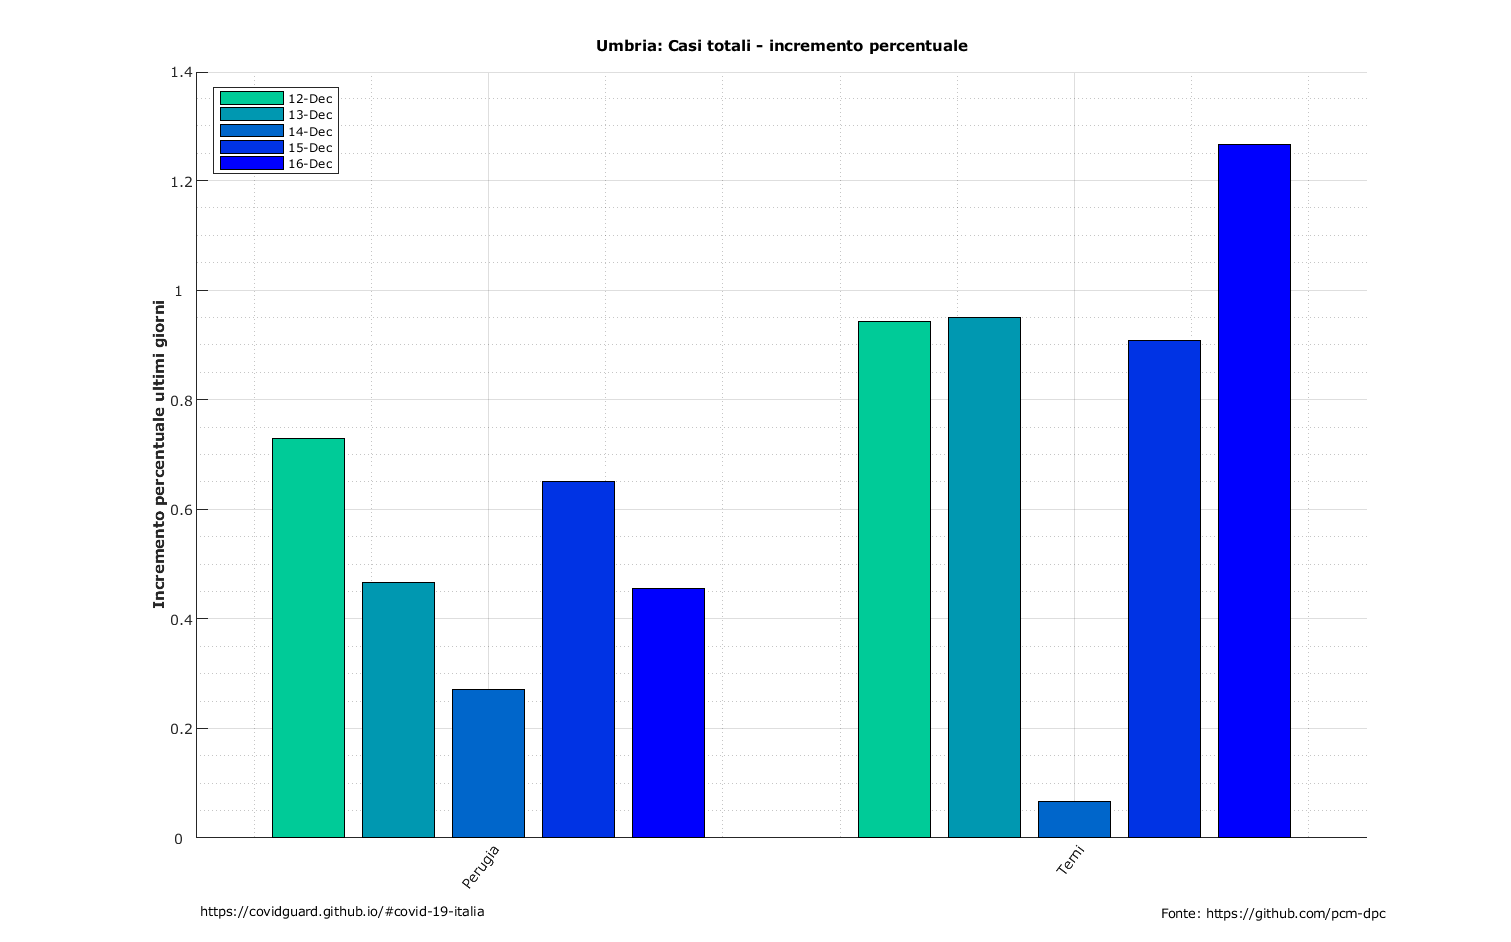 Umbria: Casi totali - incremento percentuale
1.4
1.2
1
0.8
0.6
0.4
0.2
0
Incremento percentuale ultimi giorni
12-Dec
13-Dec
14-Dec
15-Dec
16-Dec
Perugia
Terni
https://covidguard.github.io/#covid-19-italia
Fonte: https://github.com/pcm-dpc